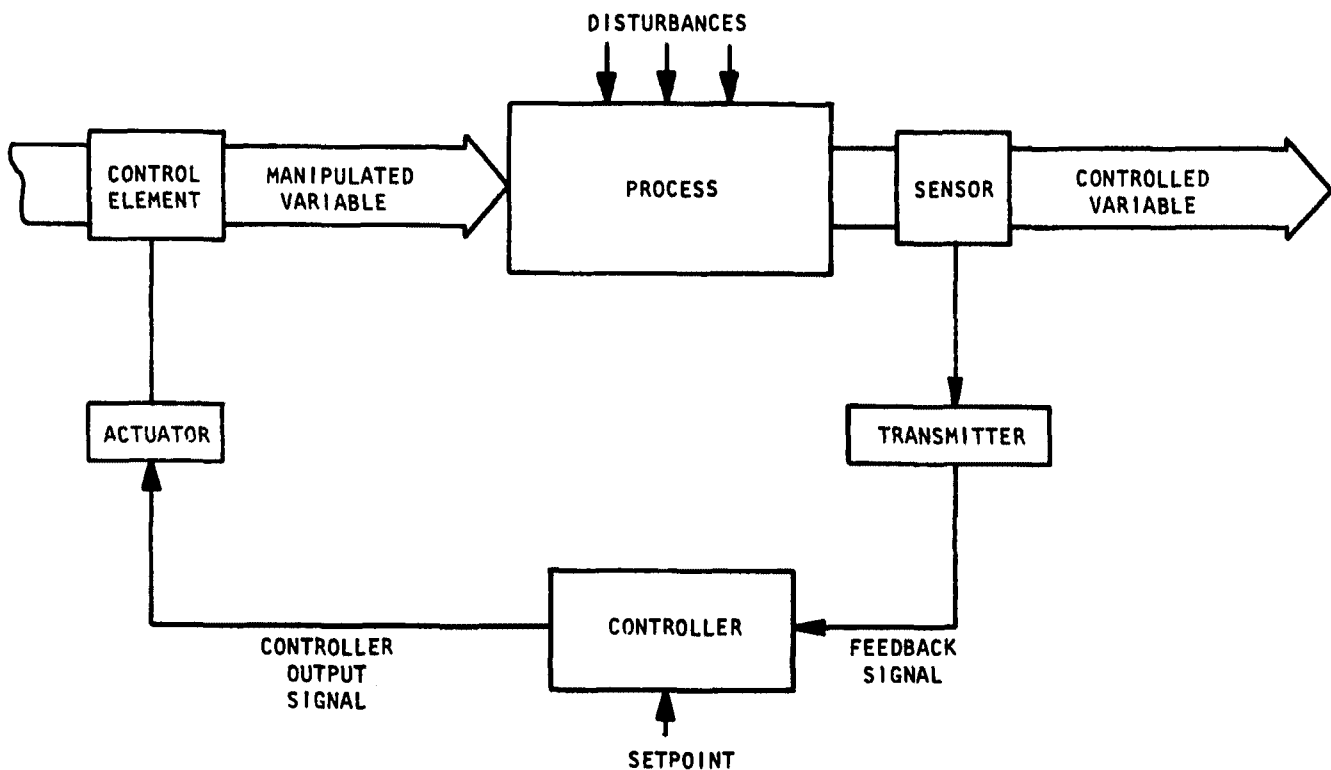 DISTURBANCES
CONTROL
ELEMENT
MANIPULATED
VARIABLE
PROCESS
SENSOR
CONTROLLED
VARIABLE
ACTUATOR
TRANSMITTER
CONTROLLER
CONTROLLER
OUTPUT
SIGNAL
FEEDBACK
SIGNAL
SETPOINT